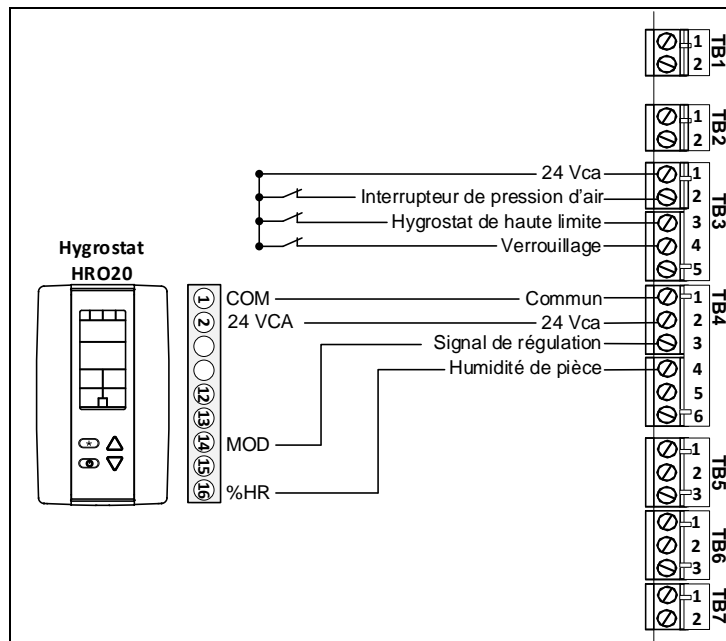 1
2
TB1
1
2
TB2
24 Vca
1
Interrupteur de pression d'air
2
Hygrostat de haute limite
3
Verrouillage
4
5
TB3
Hygrostat
HRO20
1 COM
Commun
1
2 24 VCA
24 Vca
2
Signal de régulation
3
Humidité de pièce
4
12
5
13
6
TB4
14 MOD
15
16 %HR
1
2
3
TB5
1
2
3
TB6
1
2
TB7